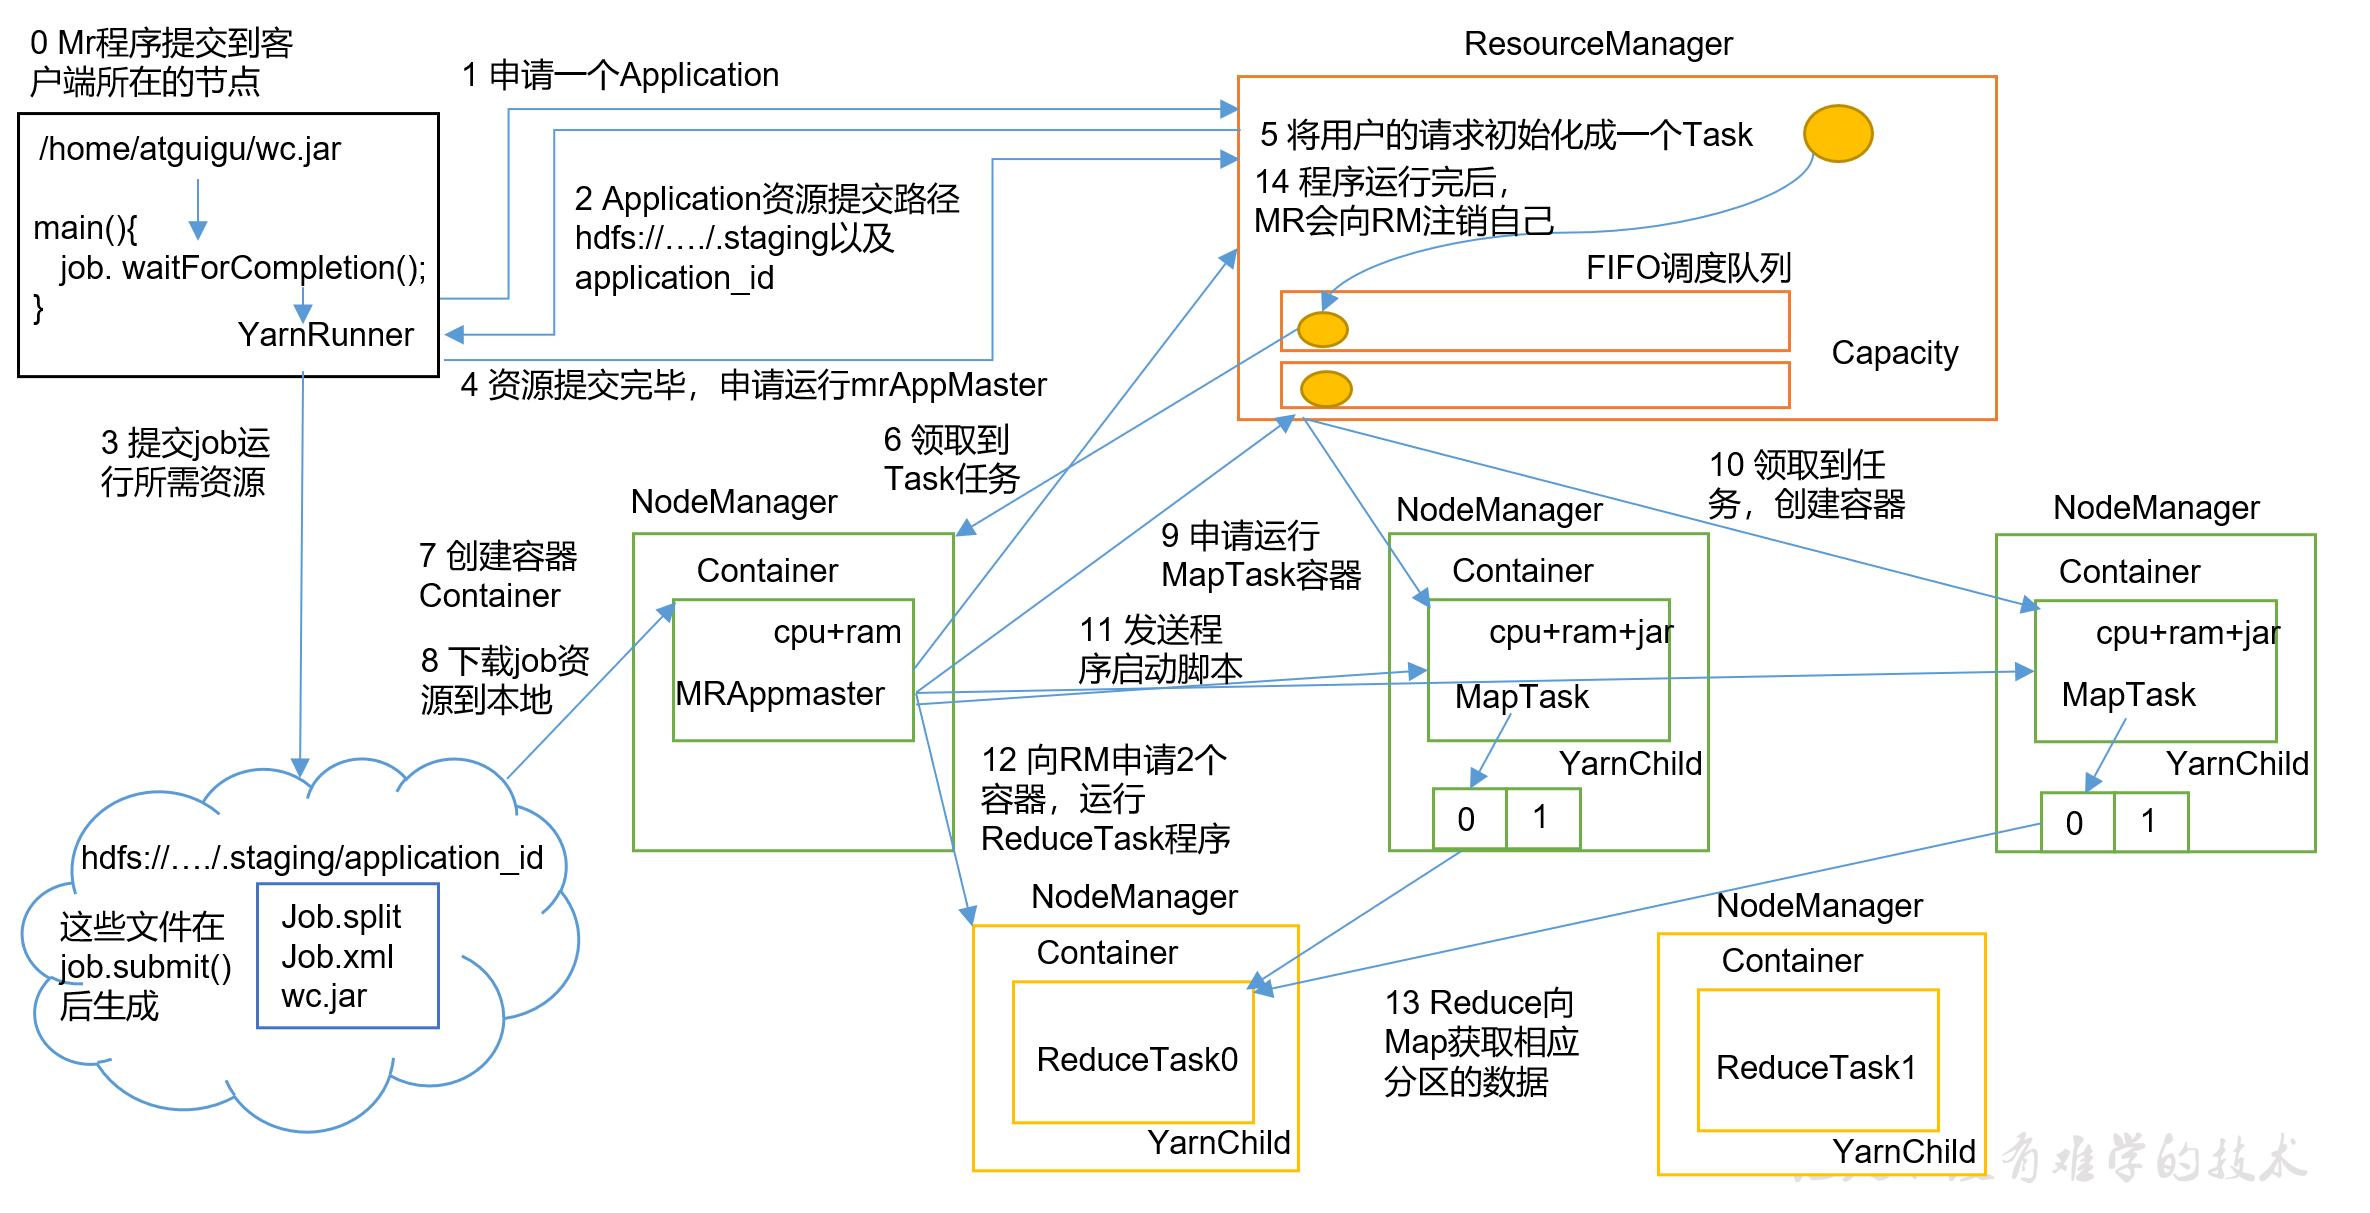 0 Mr程序提交到客
户端所在的节点
/home/atguigu/wc.jar
main(){
job. waitForCompletion();
}
YarnRunner
1 申请一个Application
2 Application资源提交路径
hdfs://…./.staging以及
application_id
4 资源提交完毕，申请运行mrAppMaster
3 提交job运
行所需资源
ResourceManager
5 将用户的请求初始化成一个Task
14 程序运行完后，
MR会向RM注销自己
FIFO调度队列
Capacity
6 领取到
Task任务
7 创建容器
Container
8 下载job资
源到本地
NodeManager
Container
cpu+ram
MRAppmaster
9 申请运行
MapTask容器
10 领取到任
务，创建容器
11 发送程
序启动脚本
NodeManager
Container
cpu+ram+jar
MapTask
YarnChild
0
1
NodeManager
Container
cpu+ram+jar
MapTask
YarnChild
0
1
12 向RM申请2个
容器，运行
ReduceTask程序
hdfs://…./.staging/application_id
这些文件在
job.submit()
后生成
Job.split
Job.xml
wc.jar
NodeManager
Container
ReduceTask0
YarnChild
13 Reduce向
Map获取相应
分区的数据
NodeManager
Container
ReduceTask1
YarnChild
有难学的技术